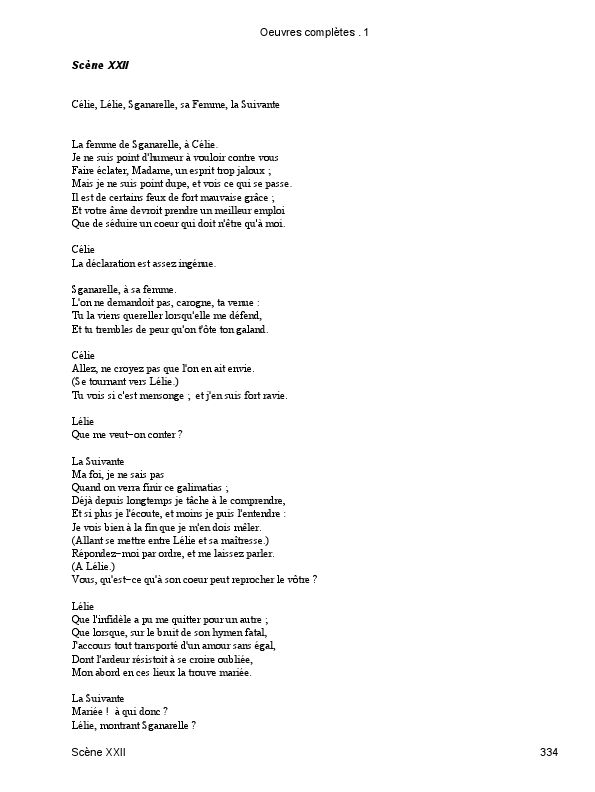 Oeuvres complètes . 1
Scène XXII
Célie, Lélie, Sganarelle, sa Femme, la Suivante
La femme de Sganarelle, à Célie.
Je ne suis point d'humeur à vouloir contre vous
Faire éclater, Madame, un esprit trop jaloux ;
Mais je ne suis point dupe, et vois ce qui se passe.
Il est de certains feux de fort mauvaise grâce ;
Et votre âme devroit prendre un meilleur emploi
Que de séduire un coeur qui doit n'être qu'à moi.
Célie
La déclaration est assez ingénue.
Sganarelle, à sa femme.
L'on ne demandoit pas, carogne, ta venue :
Tu la viens quereller lorsqu'elle me défend,
Et tu trembles de peur qu'on t'ôte ton galand.
Célie
Allez, ne croyez pas que l'on en ait envie.
(Se tournant vers Lélie.)
Tu vois si c'est mensonge ; et j'en suis fort ravie.
Lélie
Que me veut-on conter ?
La Suivante
Ma foi, je ne sais pas
Quand on verra finir ce galimatias ;
Déjà depuis longtemps je tâche à le comprendre,
Et si plus je l'écoute, et moins je puis l'entendre :
Je vois bien à la fin que je m'en dois mêler.
(Allant se mettre entre Lélie et sa maîtresse.)
Répondez-moi par ordre, et me laissez parler.
(A Lélie.)
Vous, qu'est-ce qu'à son coeur peut reprocher le vôtre ?
Lélie
Que l'infidèle a pu me quitter pour un autre ;
Que lorsque, sur le bruit de son hymen fatal,
J'accours tout transporté d'un amour sans égal,
Dont l'ardeur résistoit à se croire oubliée,
Mon abord en ces lieux la trouve mariée.
La Suivante
Mariée ! à qui donc ?
Lélie, montrant Sganarelle ?
Scène XXII 334